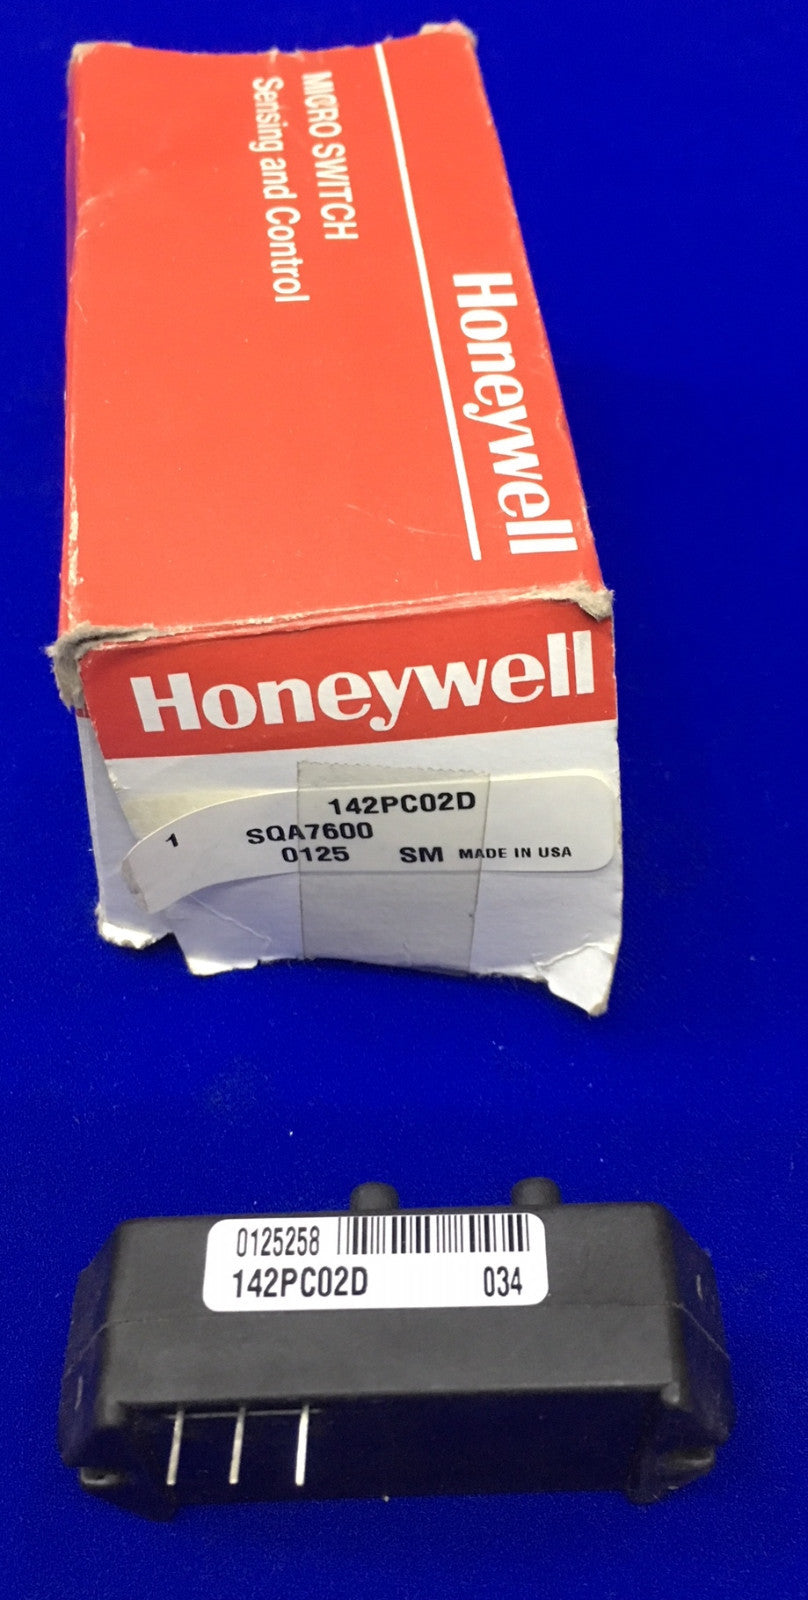 MICRO SWITCH
Sensing and Control
Honeywell
Honeywell
142PC02D
1 SQA7600
0125 SM MADE IN USA
0125258
142PC02D 034